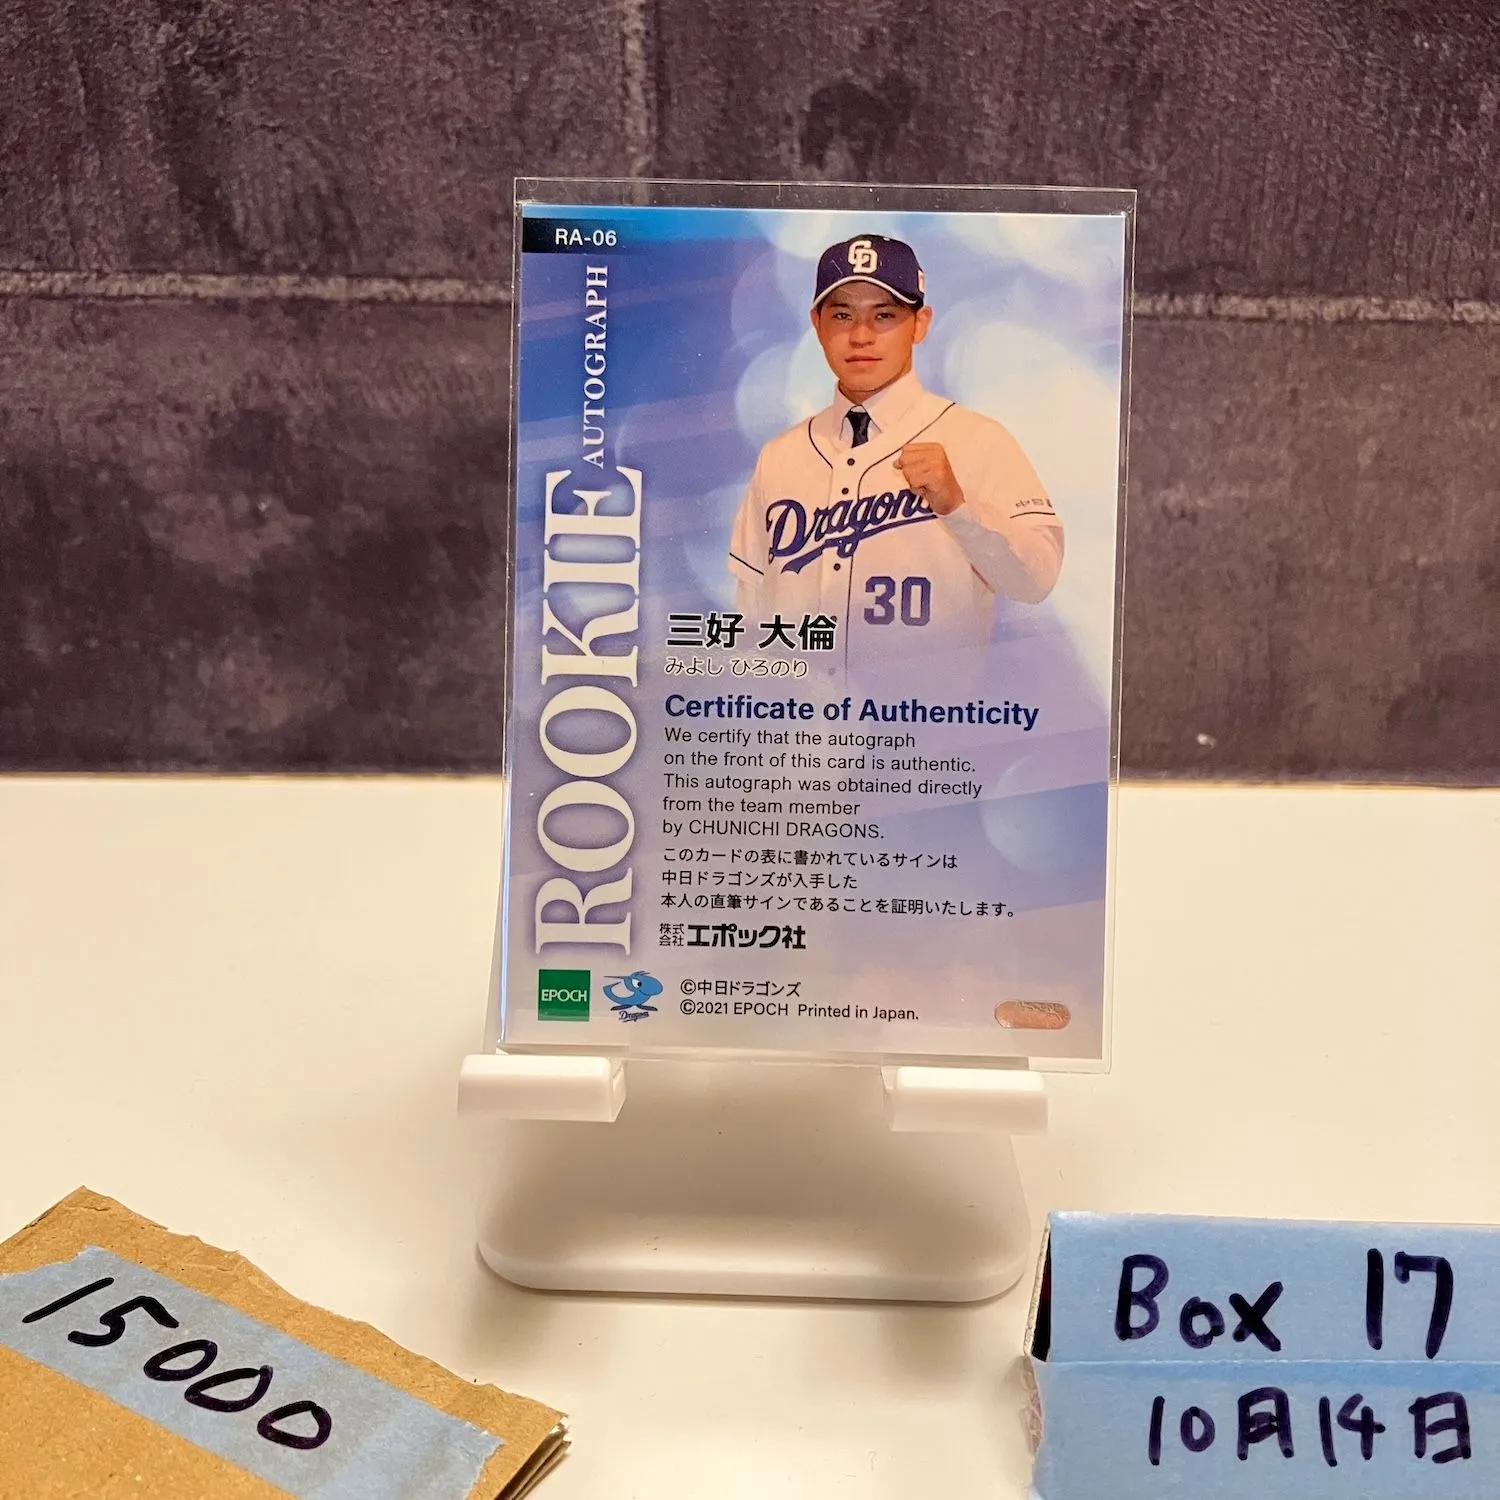 RA-06
ROOKIE AUTOGRAPH
CD
Dragons
30
三好 大倫
みよし ひろのり
Certificate of Authenticity
We certify that the autograph
on the front of this card is authentic.
This autograph was obtained directly
from the team member
by CHUNICHI DRAGONS.
このカードの表に書かれているサインは
中日ドラゴンズが入手した
本人の直筆サインであることを証明いたします。
株式会社エポック社
EPOCH
Dragons
©中日ドラゴンズ
©2021 EPOCH Printed in Japan.
15000
Box 17
10月14日